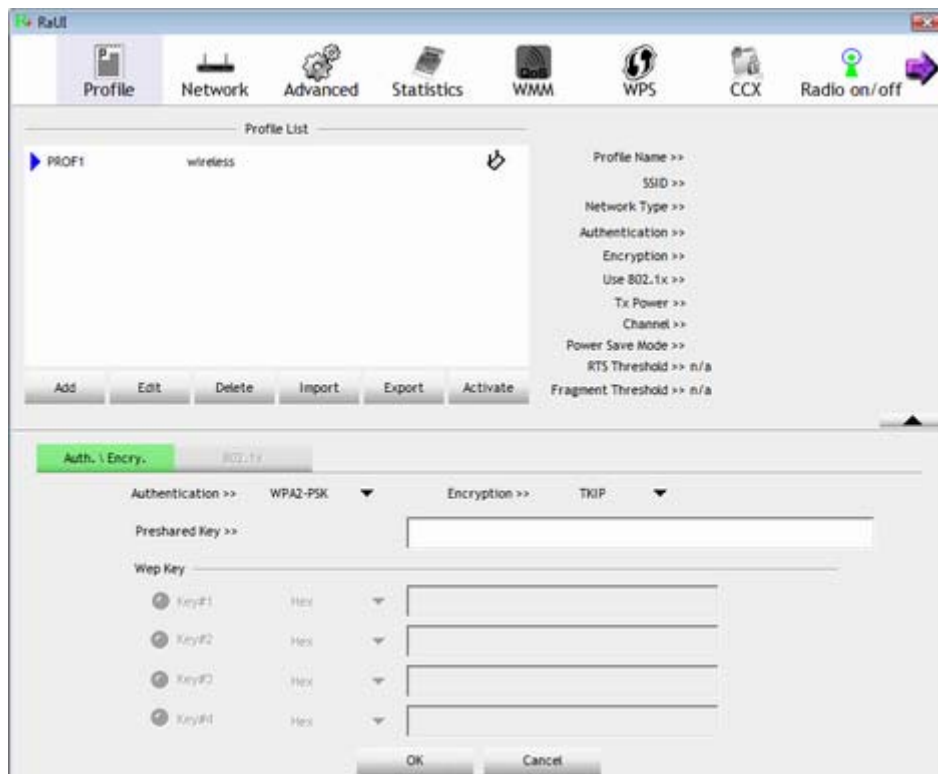 RaUI
Profile Network Advanced Statistics WMM WPS CCX Radio on/off
QoS
Profile List
PROF1 wireless
Profile Name >>
SSID >>
Network Type >>
Authentication >>
Encryption >>
Use 802.1x >>
Tx Power >>
Channel >>
Power Save Mode >>
RTS Threshold >> n/a
Fragment Threshold >> n/a
Add Edit Delete Import Export Activate
Auth. \ Encry. 802.1x
Authentication >> WPA2-PSK Encryption >> TKIP
Preshared Key >>
Wep Key
Key#1 Hex
Key#2 Hex
Key#3 Hex
Key#4 Hex
OK Cancel